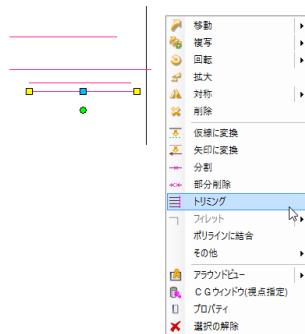 移動
複写
回転
拡大
対称
削除
仮線に変換
矢印に変換
分割
部分削除
トリミング
フィレット
ポリラインに結合
その他
アラウンドビュー
ＣＧウィンドウ(視点指定)
プロパティ
選択の解除